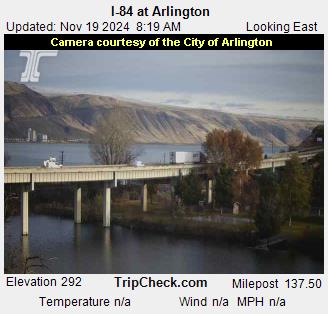 I-84 at Arlington
Updated: Nov 19 2024 8:19 AM Looking East
Camera courtesy of the City of Arlington
Elevation 292 TripCheck.com Milepost 137.50
Temperature n/a Wind n/a MPH n/a